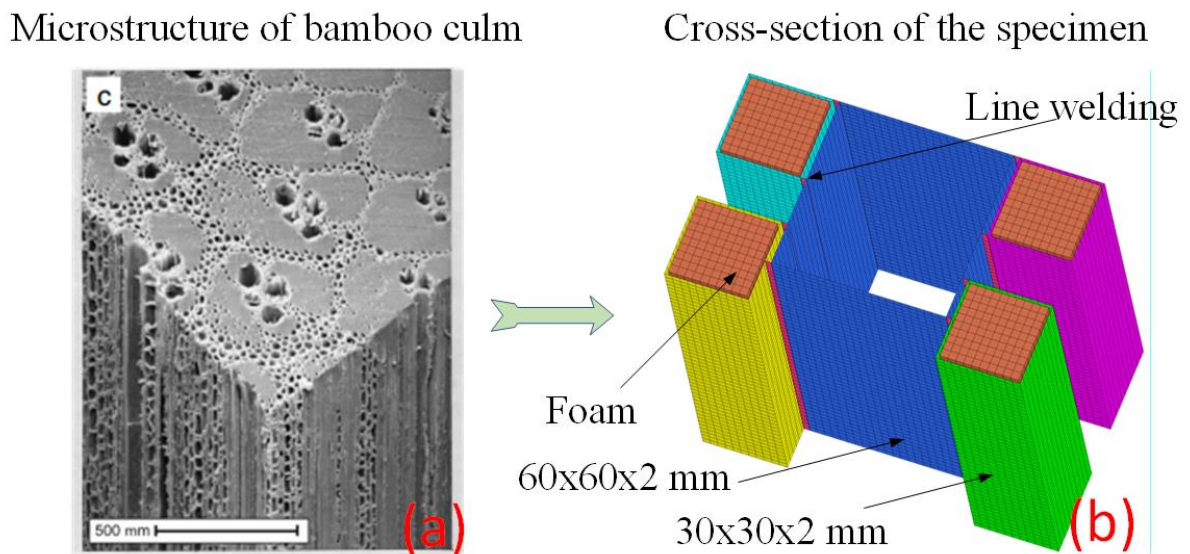 Microstructure of bamboo culm
Cross-section of the specimen
c
Line welding
Foam
60x60x2 mm
30x30x2 mm
500 mm
(a)
(b)